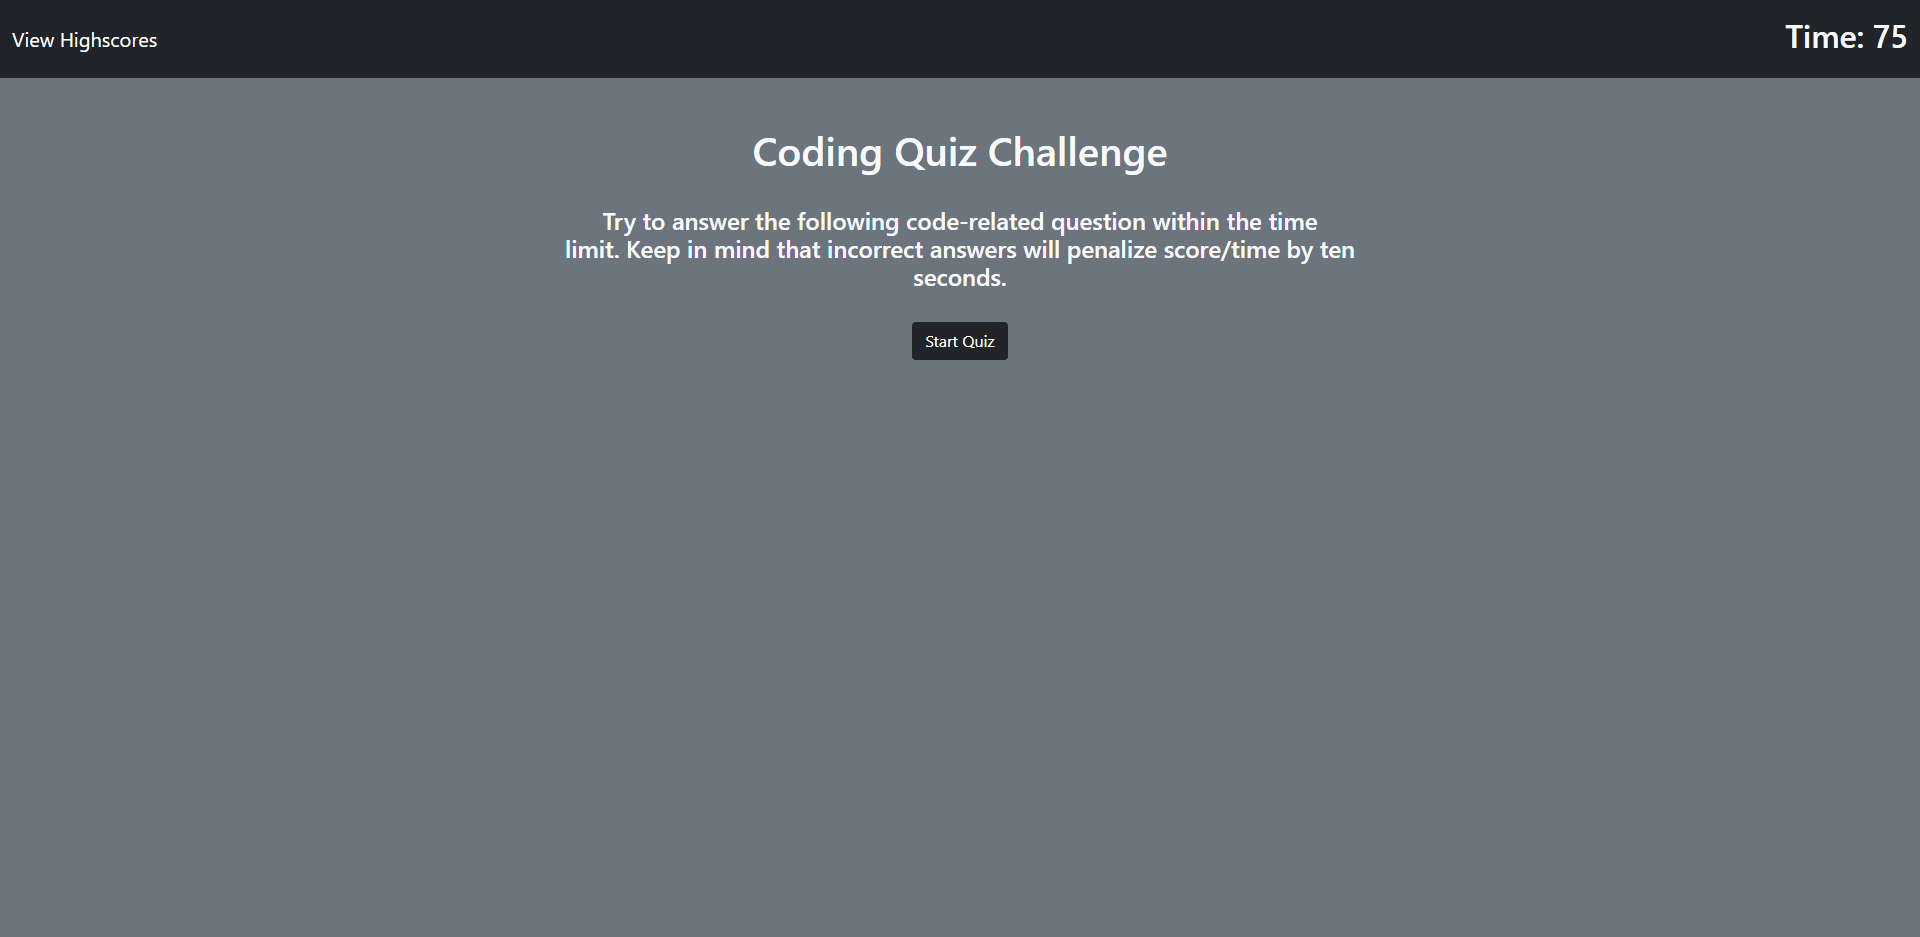 View Highscores
Time: 75
Coding Quiz Challenge
Try to answer the following code-related question within the time
limit. Keep in mind that incorrect answers will penalize score/time by ten
seconds.
Start Quiz